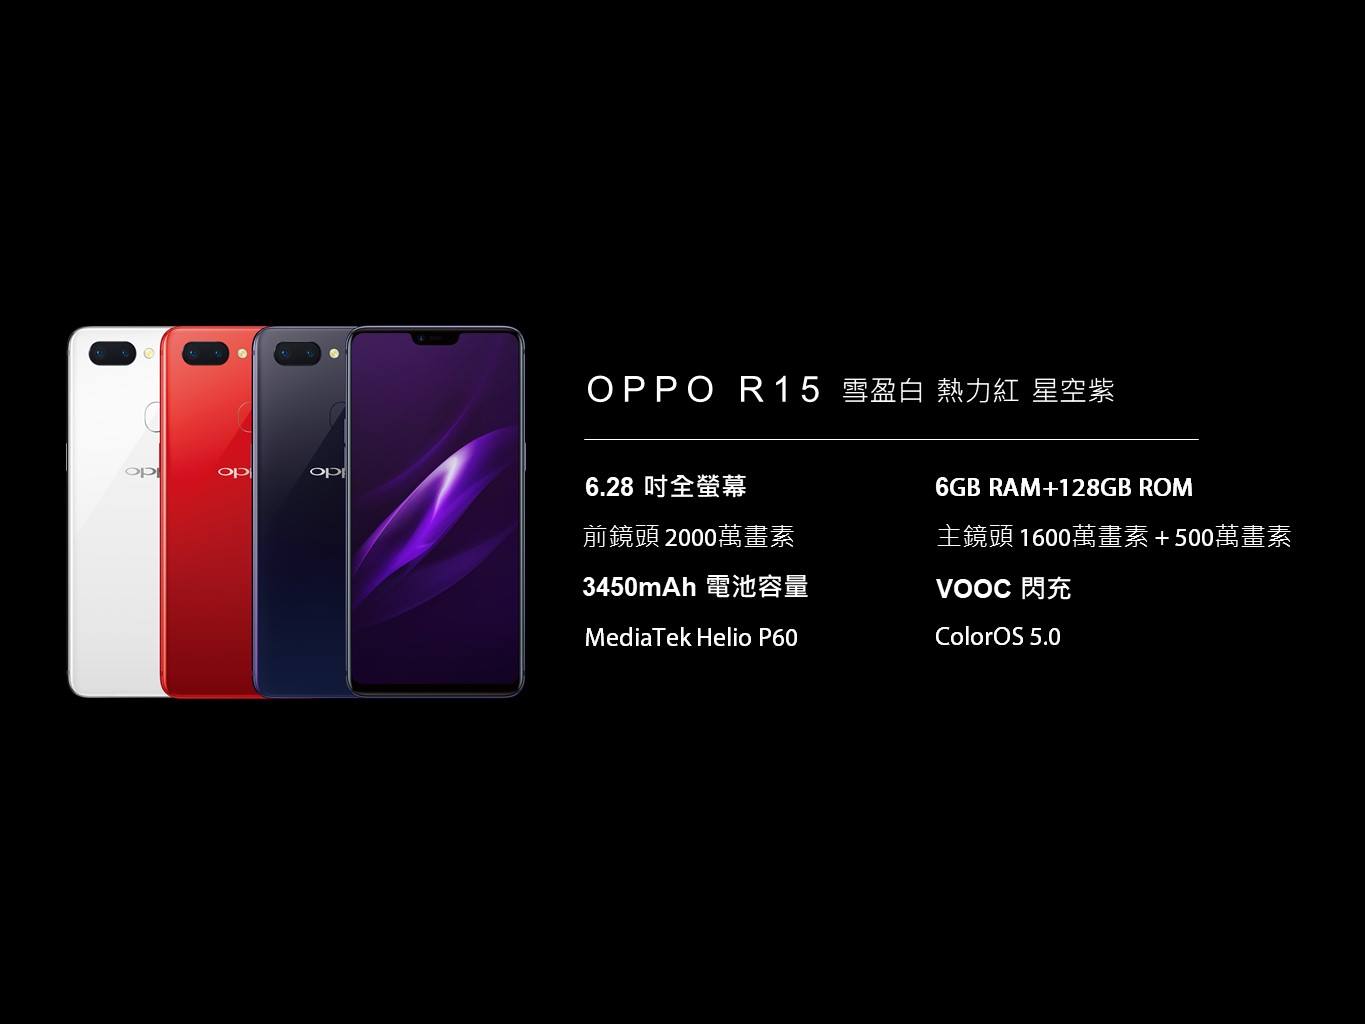 OPPO R15 雪盈白 熱力紅 星空紫
6.28 吋全螢幕
6GB RAM+128GB ROM
前鏡頭 2000萬畫素
主鏡頭 1600萬畫素 + 500萬畫素
3450mAh 電池容量
VOOC 閃充
MediaTek Helio P60
ColorOS 5.0